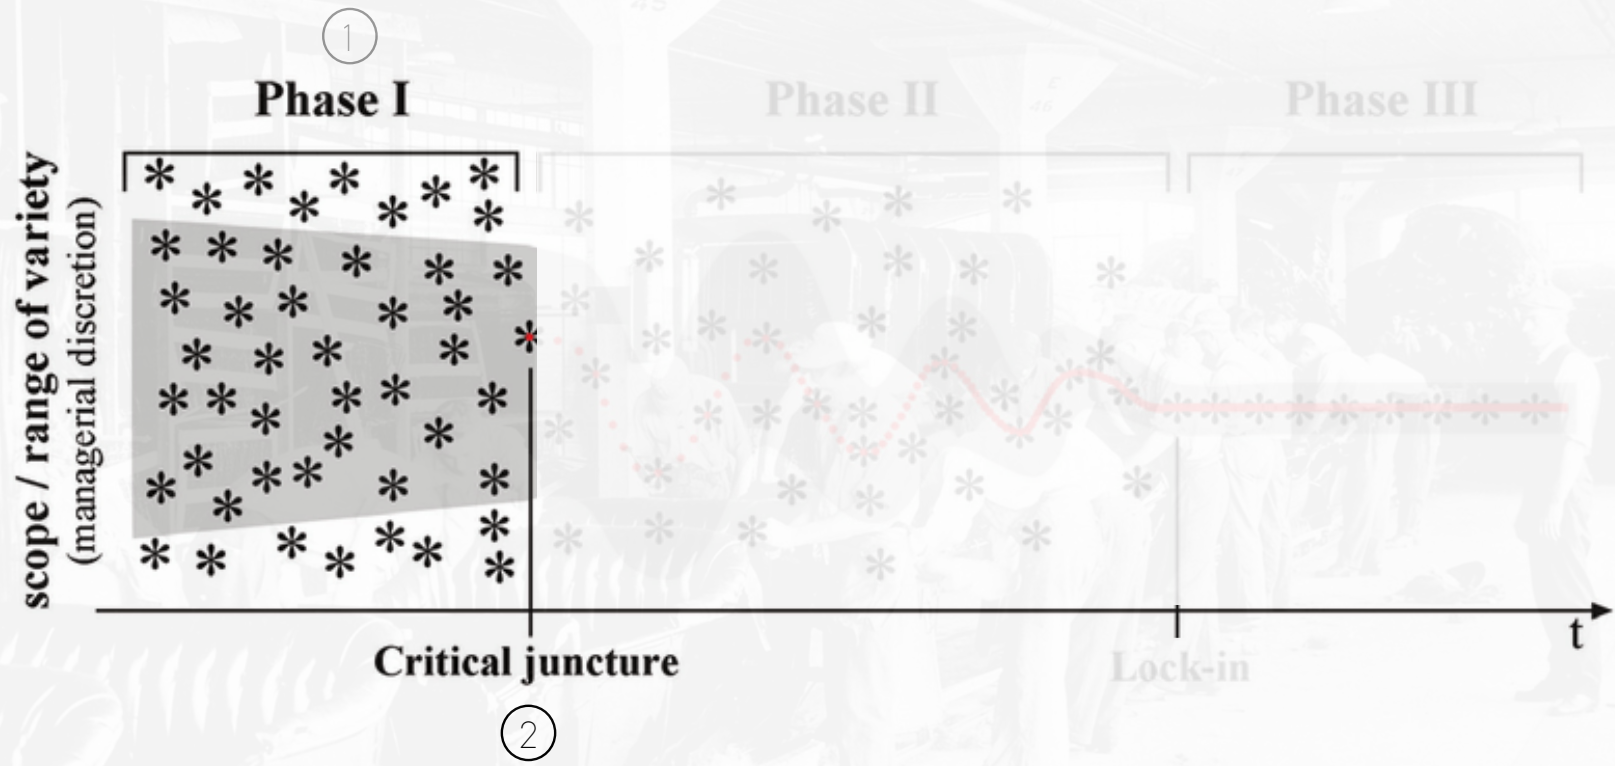 1
Phase I
Phase II
Phase III
scope / range of variety
(managerial discretion)
t
Critical juncture
Lock-in
2